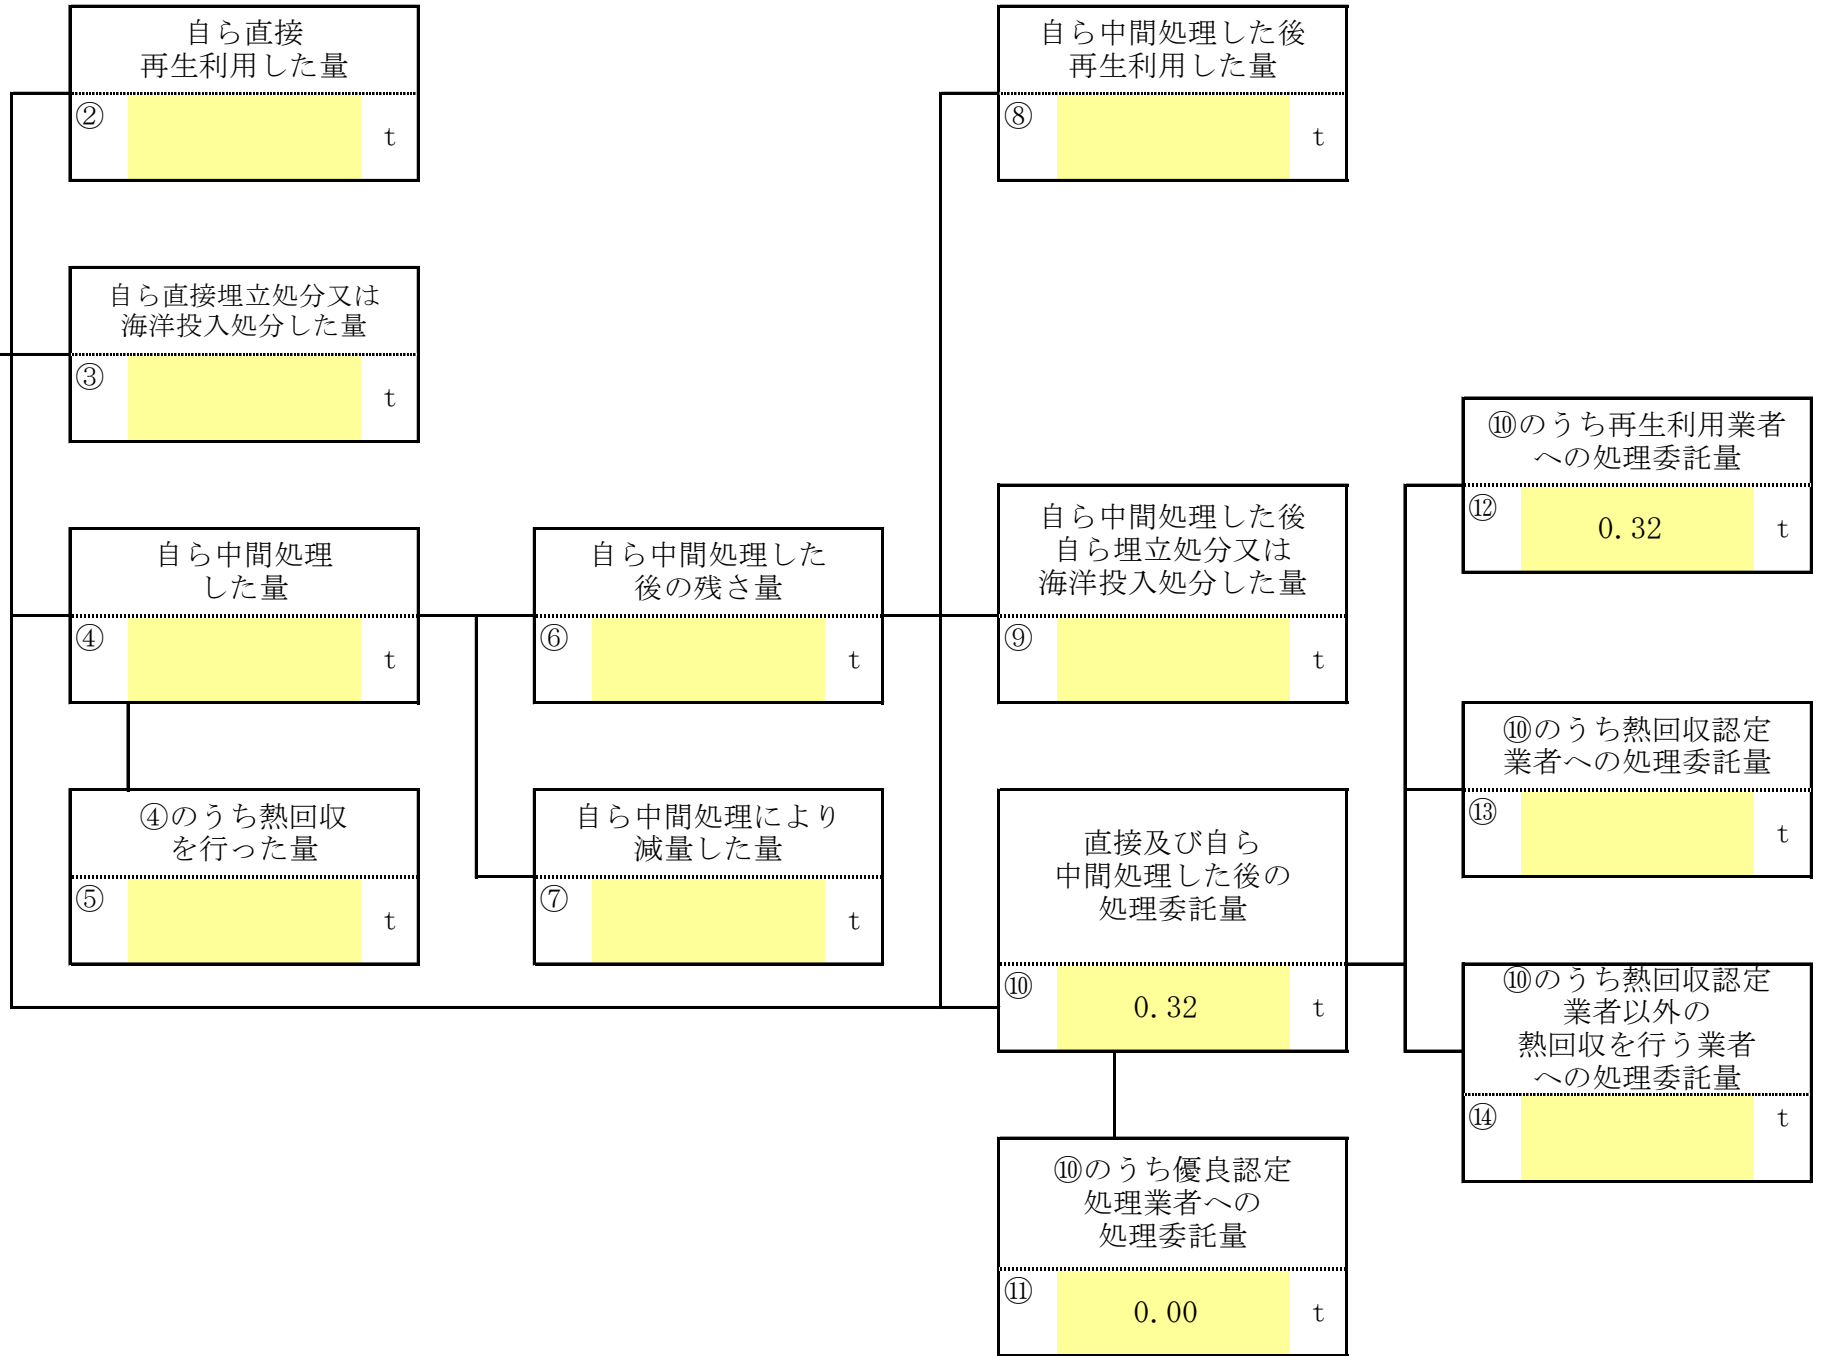 自ら直接
再生利用した量
②
t
自ら直接埋立処分又は
海洋投入処分した量
③
t
自ら中間処理
した量
④
t
④のうち熱回収
を行った量
⑤
t
自ら中間処理した
後の残さ量
⑥
t
自ら中間処理により
減量した量
⑦
t
自ら中間処理した後
再生利用した量
⑧
t
自ら中間処理した後
自ら埋立処分又は
海洋投入処分した量
⑨
t
直接及び自ら
中間処理した後の
処理委託量
⑩ 0.32 t
⑩のうち優良認定
処理業者への
処理委託量
⑪ 0.00 t
⑩のうち再生利用業者
への処理委託量
⑫ 0.32 t
⑩のうち熱回収認定
業者への処理委託量
⑬
t
⑩のうち熱回収認定
業者以外の
熱回収を行う業者
への処理委託量
⑭
t